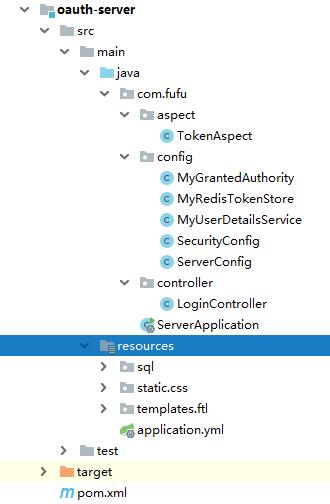 oauth-server
src
main
java
com.fufu
aspect
TokenAspect
config
MyGrantedAuthority
MyRedisTokenStore
MyUserDetailsService
SecurityConfig
ServerConfig
controller
LoginController
ServerApplication
resources
sql
static.css
templates.ftl
application.yml
test
target
pom.xml